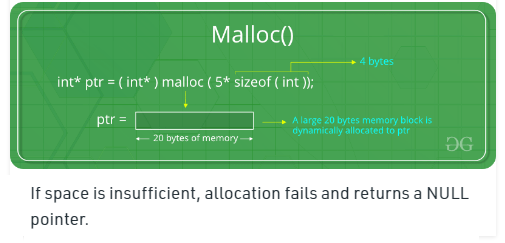 Malloc()
4 bytes
int* ptr = ( int* ) malloc ( 5* sizeof ( int ));
ptr =
A large 20 bytes memory block is
dynamically allocated to ptr
20 bytes of memory
If space is insufficient, allocation fails and returns a NULL
pointer.